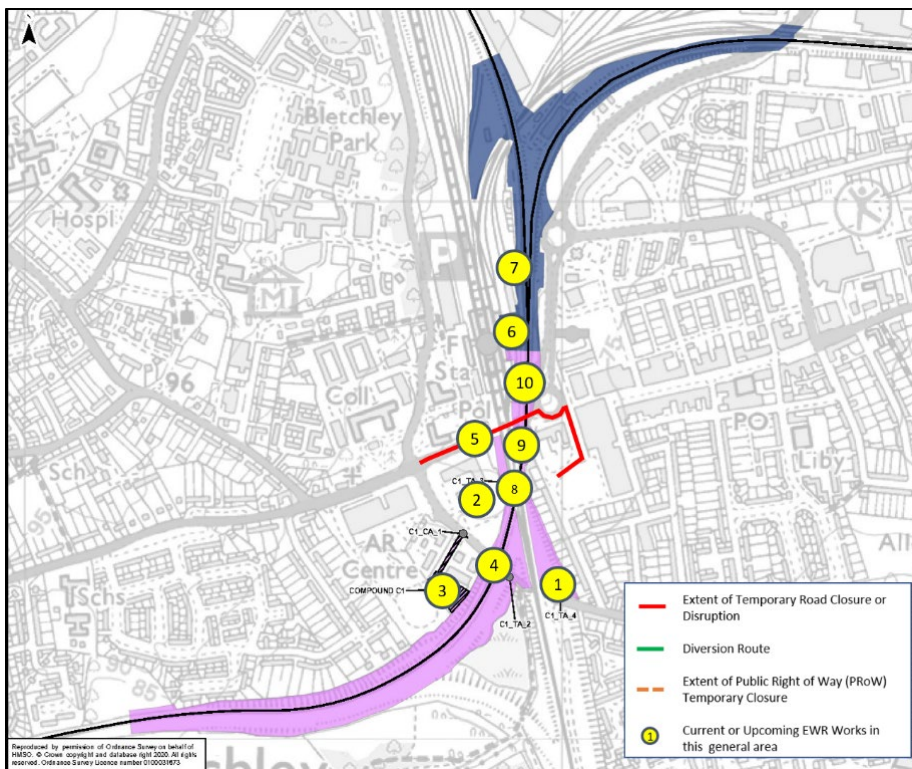 Bletchley
Park
Hospl
P
7
6
F
Sta
96
Coll
10
Pol
PO
5
9
Sch
Liby
C1_TA_3
8
2
C1_CA_1
AR
Centre
4
COMPOUND C1
3
1
Schs
C1_TA_2
C1_TA_4
85
Extent of Temporary Road Closure or
Disruption
Diversion Route
Extent of Public Right of Way (PRoW)
Temporary Closure
1
Current or Upcoming EWR Works in
this general area
Reproduced by permission of Ordnance Survey on behalf of
HMSO. © Crown copyright and database right 2020. All rights
reserved. Ordnance Survey Licence number 0100031673